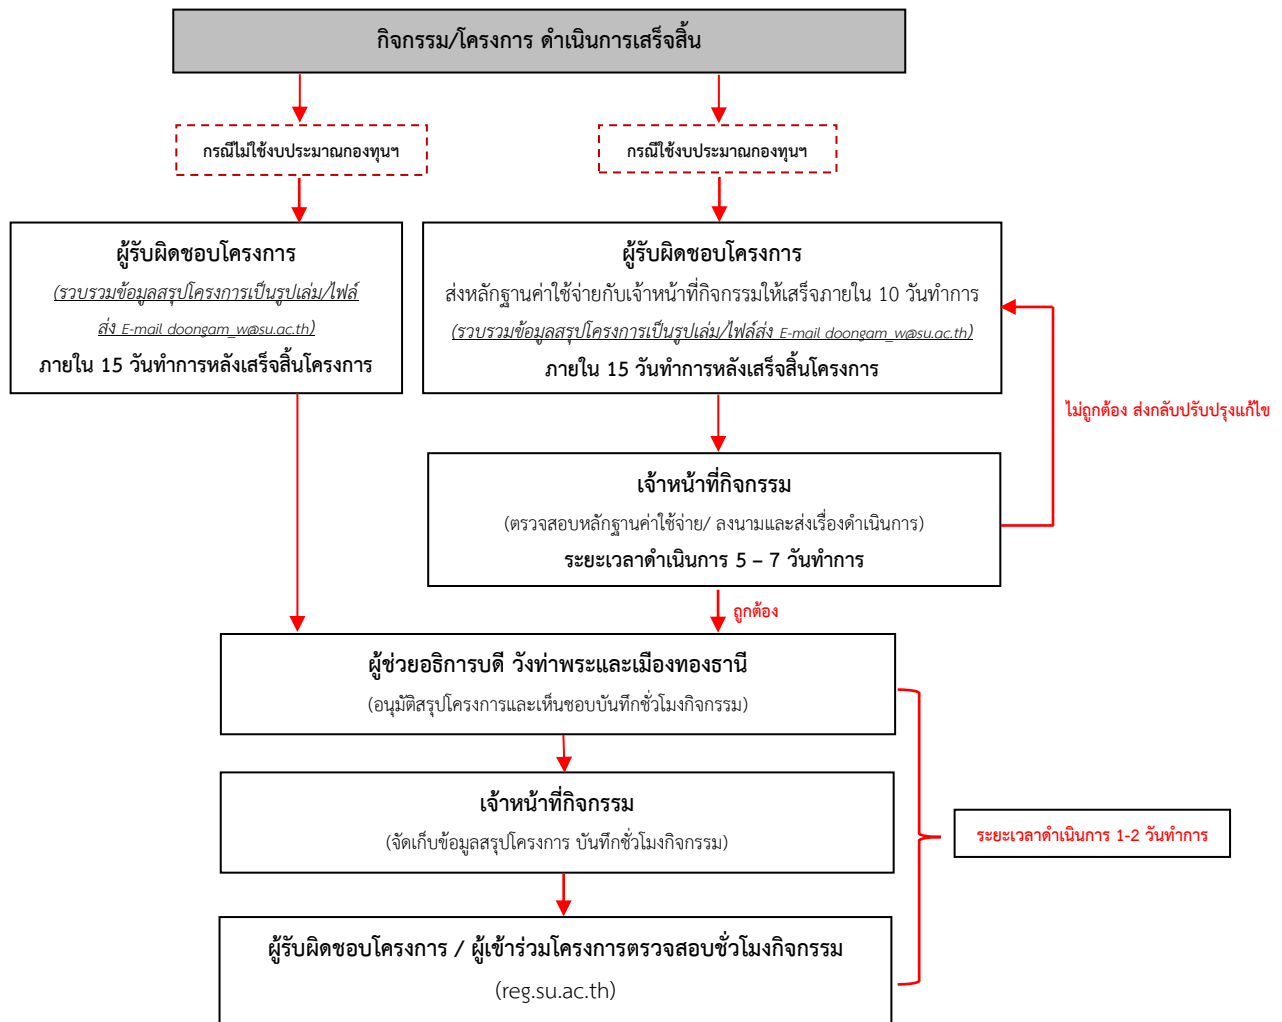 กิจกรรม/โครงการ ดำเนินการเสร็จสิ้น
กรณีไม่ใช้งบประมาณกองทุนฯ
กรณีใช้งบประมาณกองทุนฯ
ผู้รับผิดชอบโครงการ
(รวบรวมข้อมูลสรุปโครงการเป็นรูปเล่ม/ไฟล์
ส่ง E-mail doongam_w@su.ac.th)
ภายใน 15 วันทำการหลังเสร็จสิ้นโครงการ
ผู้รับผิดชอบโครงการ
ส่งหลักฐานค่าใช้จ่ายกับเจ้าหน้าที่กิจกรรมให้เสร็จภายใน 10 วันทำการ
(รวบรวมข้อมูลสรุปโครงการเป็นรูปเล่ม/ไฟล์ส่ง E-mail doongam_w@su.ac.th)
ภายใน 15 วันทำการหลังเสร็จสิ้นโครงการ
ไม่ถูกต้อง ส่งกลับปรับปรุงแก้ไข
เจ้าหน้าที่กิจกรรม
(ตรวจสอบหลักฐานค่าใช้จ่าย/ ลงนามและส่งเรื่องดำเนินการ)
ระยะเวลาดำเนินการ 5 – 7 วันทำการ
ถูกต้อง
ผู้ช่วยอธิการบดี วังท่าพระและเมืองทองธานี
(อนุมัติสรุปโครงการและเห็นชอบบันทึกชั่วโมงกิจกรรม)
เจ้าหน้าที่กิจกรรม
(จัดเก็บข้อมูลสรุปโครงการ บันทึกชั่วโมงกิจกรรม)
ระยะเวลาดำเนินการ 1-2 วันทำการ
ผู้รับผิดชอบโครงการ / ผู้เข้าร่วมโครงการตรวจสอบชั่วโมงกิจกรรม
(reg.su.ac.th)